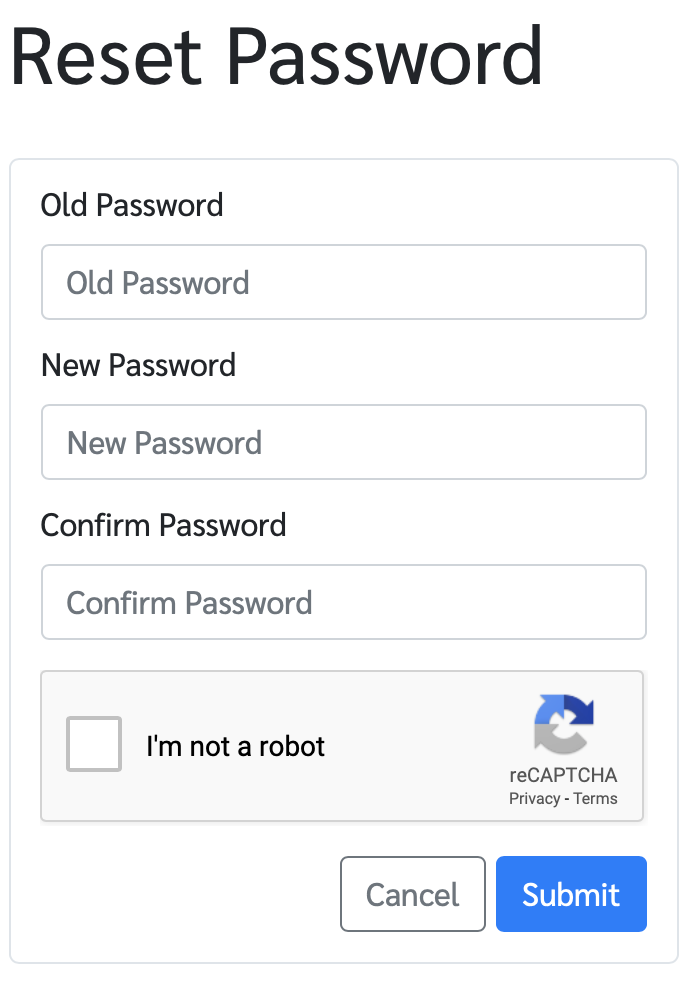 Reset Password
Old Password
Old Password
New Password
New Password
Confirm Password
Confirm Password
I'm not a robot
reCAPTCHA
Privacy - Terms
Cancel Submit